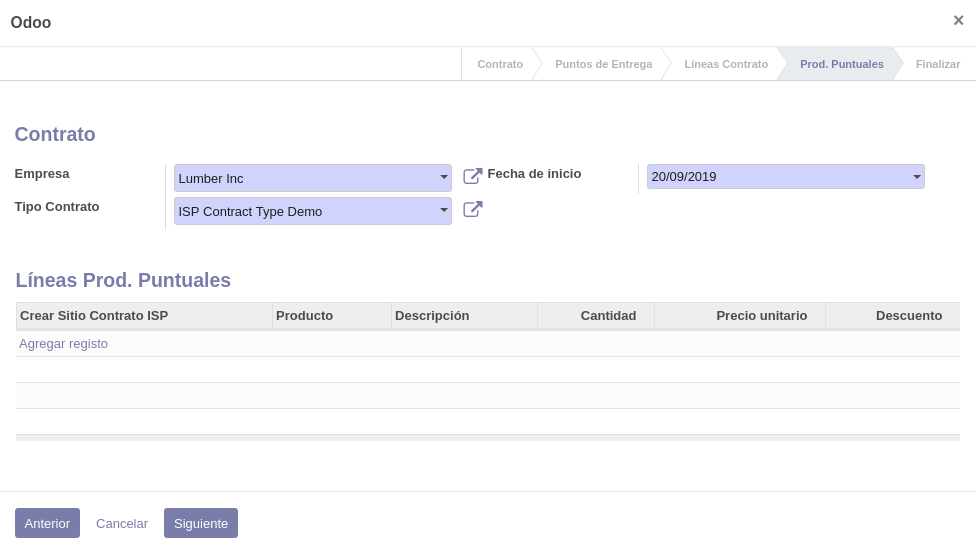 Odoo ×
Contrato Puntos de Entrega Líneas Contrato Prod. Puntuales Finalizar
Contrato
Empresa Lumber Inc Fecha de inicio 20/09/2019
Tipo Contrato ISP Contract Type Demo
Líneas Prod. Puntuales
Crear Sitio Contrato ISP Producto Descripción Cantidad Precio unitario Descuento
Agregar registo
Anterior Cancelar Siguiente